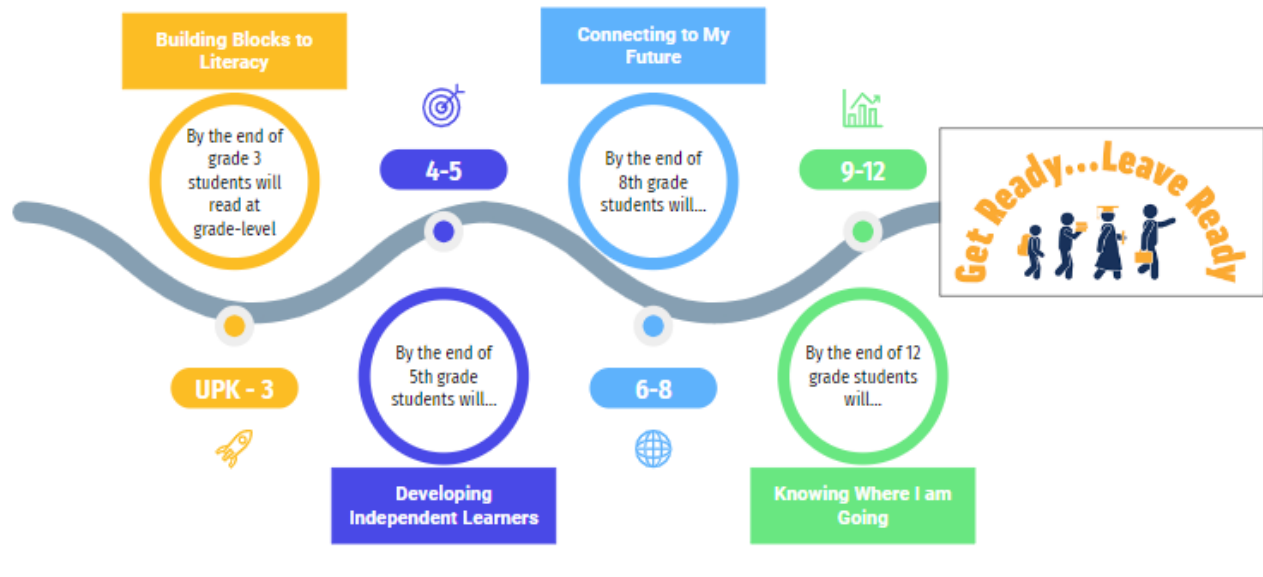 Building Blocks to
Literacy
By the end of
grade 3
students will
read at
grade-level
UPK - 3
4-5
By the end of
5th grade
students will...
Developing
Independent Learners
Connecting to My
Future
By the end of
8th grade
students will...
6-8
9-12
By the end of 12
grade students
will...
Knowing Where I am
Going
Get Ready...Leave Ready